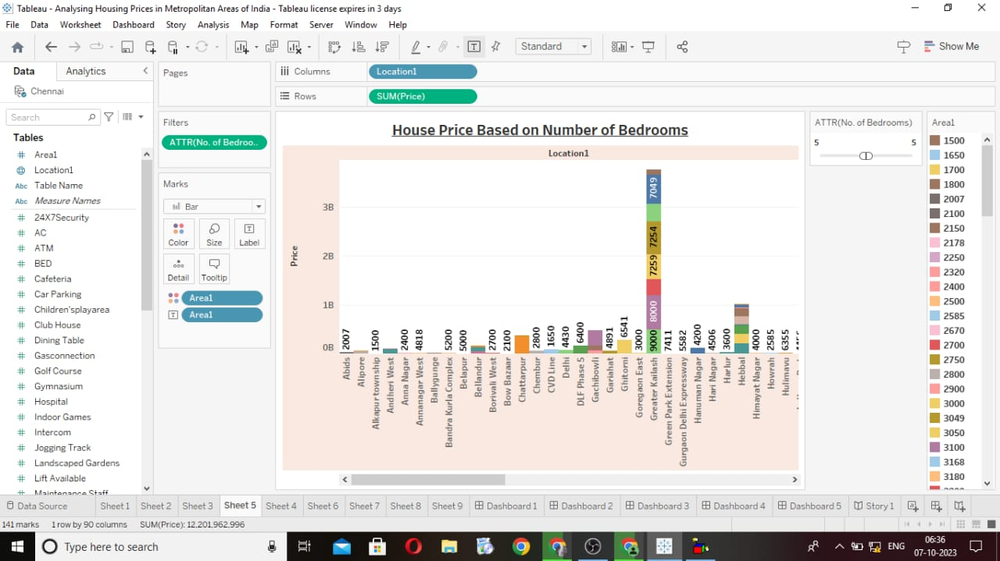 Tableau - Analysing Housing Prices in Metropolitan Areas of India - Tableau license expires in 3 days
File Data Worksheet Dashboard Story Analysis Map Format Server Window Help
Standard
Show Me
Data Analytics
Chennai
Search
Tables
Area1
Location1
Abc Table Name
Abc Measure Names
24X7Security
AC
ATM
BED
Cafeteria
Car Parking
Children'splayarea
Club House
Dining Table
Gasconnection
Golf Course
Gymnasium
Hospital
Indoor Games
Intercom
Jogging Track
Landscaped Gardens
Lift Available
Maintenance Staff
Pages
Filters
ATTR(No. of Bedroo..
Marks
Bar
Color Size Label
Detail Tooltip
Area1
Area1
Columns Location1
Rows SUM(Price)
House Price Based on Number of Bedrooms
Location1
Price
3B
2B
1B
0B
7049
7254
7259
8000
9000
2007
1500
2400
4818
5200
5000
2700
2100
2800
1650
4430
6400
4891
6541
3000
7411
5582
4200
4506
3600
4000
2585
6355
Abids
Alipore
Alkapur township
Andheri West
Anna Nagar
Annanagar West
Ballygunge
Bandra Kurla Complex
Belapur
Bellandur
Borivali West
Bow Bazaar
Chattarpur
Chembur
CVD Line
Delhi
DLF Phase 5
Gachibowli
Gariahat
Ghitorni
Goregaon East
Greater Kailash
Green Park Extension
Gurgaon Delhi Expressway
Hanuman Nagar
Hari Nagar
Harlur
Hebbal
Himayat Nagar
Howrah
Hulimavu
ATTR(No. of Bedrooms)
5 5
Area1
1500
1650
1700
1800
2007
2100
2150
2178
2250
2320
2400
2500
2585
2670
2700
2750
2800
2900
3000
3049
3050
3100
3168
3180
Data Source Sheet 1 Sheet 2 Sheet 3 Sheet 5 Sheet 4 Sheet 6 Sheet 7 Sheet 8 Sheet 9 Dashboard 1 Dashboard 2 Dashboard 3 Dashboard 4 Dashboard 5 Story 1
141 marks 1 row by 90 columns SUM(Price): 12,201,962,996
Type here to search
ENG
06:36
07-10-2023